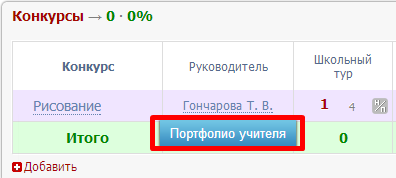 Конкурсы → 0 · 0%
Конкурс Руководитель Школьный тур
Рисование Гончарова Т. В. 1 4 н/п
Итого Портфолио учителя 0
Добавить